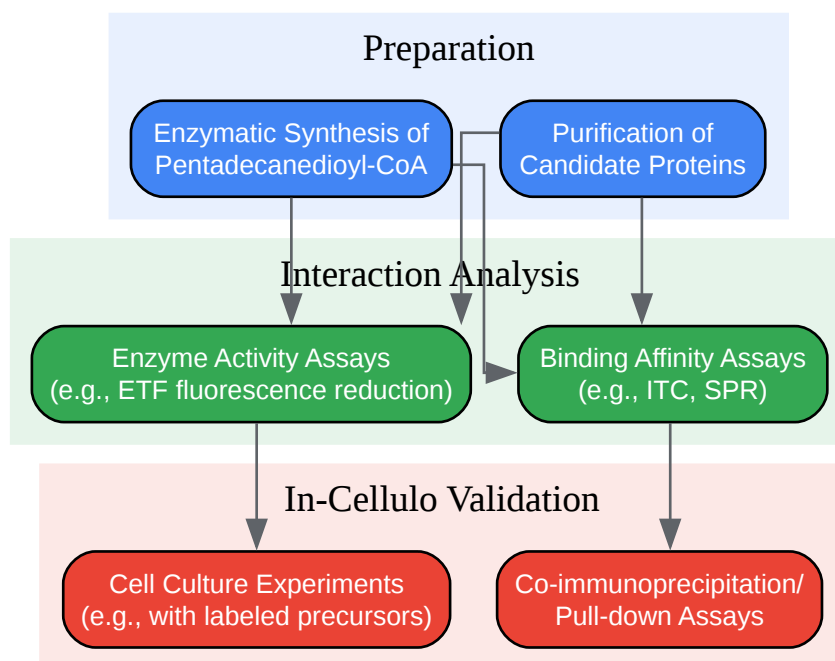 Preparation
Enzymatic Synthesis of
Pentadecanedioyl-CoA
Purification of
Candidate Proteins
Interaction Analysis
Enzyme Activity Assays
(e.g., ETF fluorescence reduction)
Binding Affinity Assays
(e.g., ITC, SPR)
In-Cellulo Validation
Cell Culture Experiments
(e.g., with labeled precursors)
Co-immunoprecipitation/
Pull-down Assays